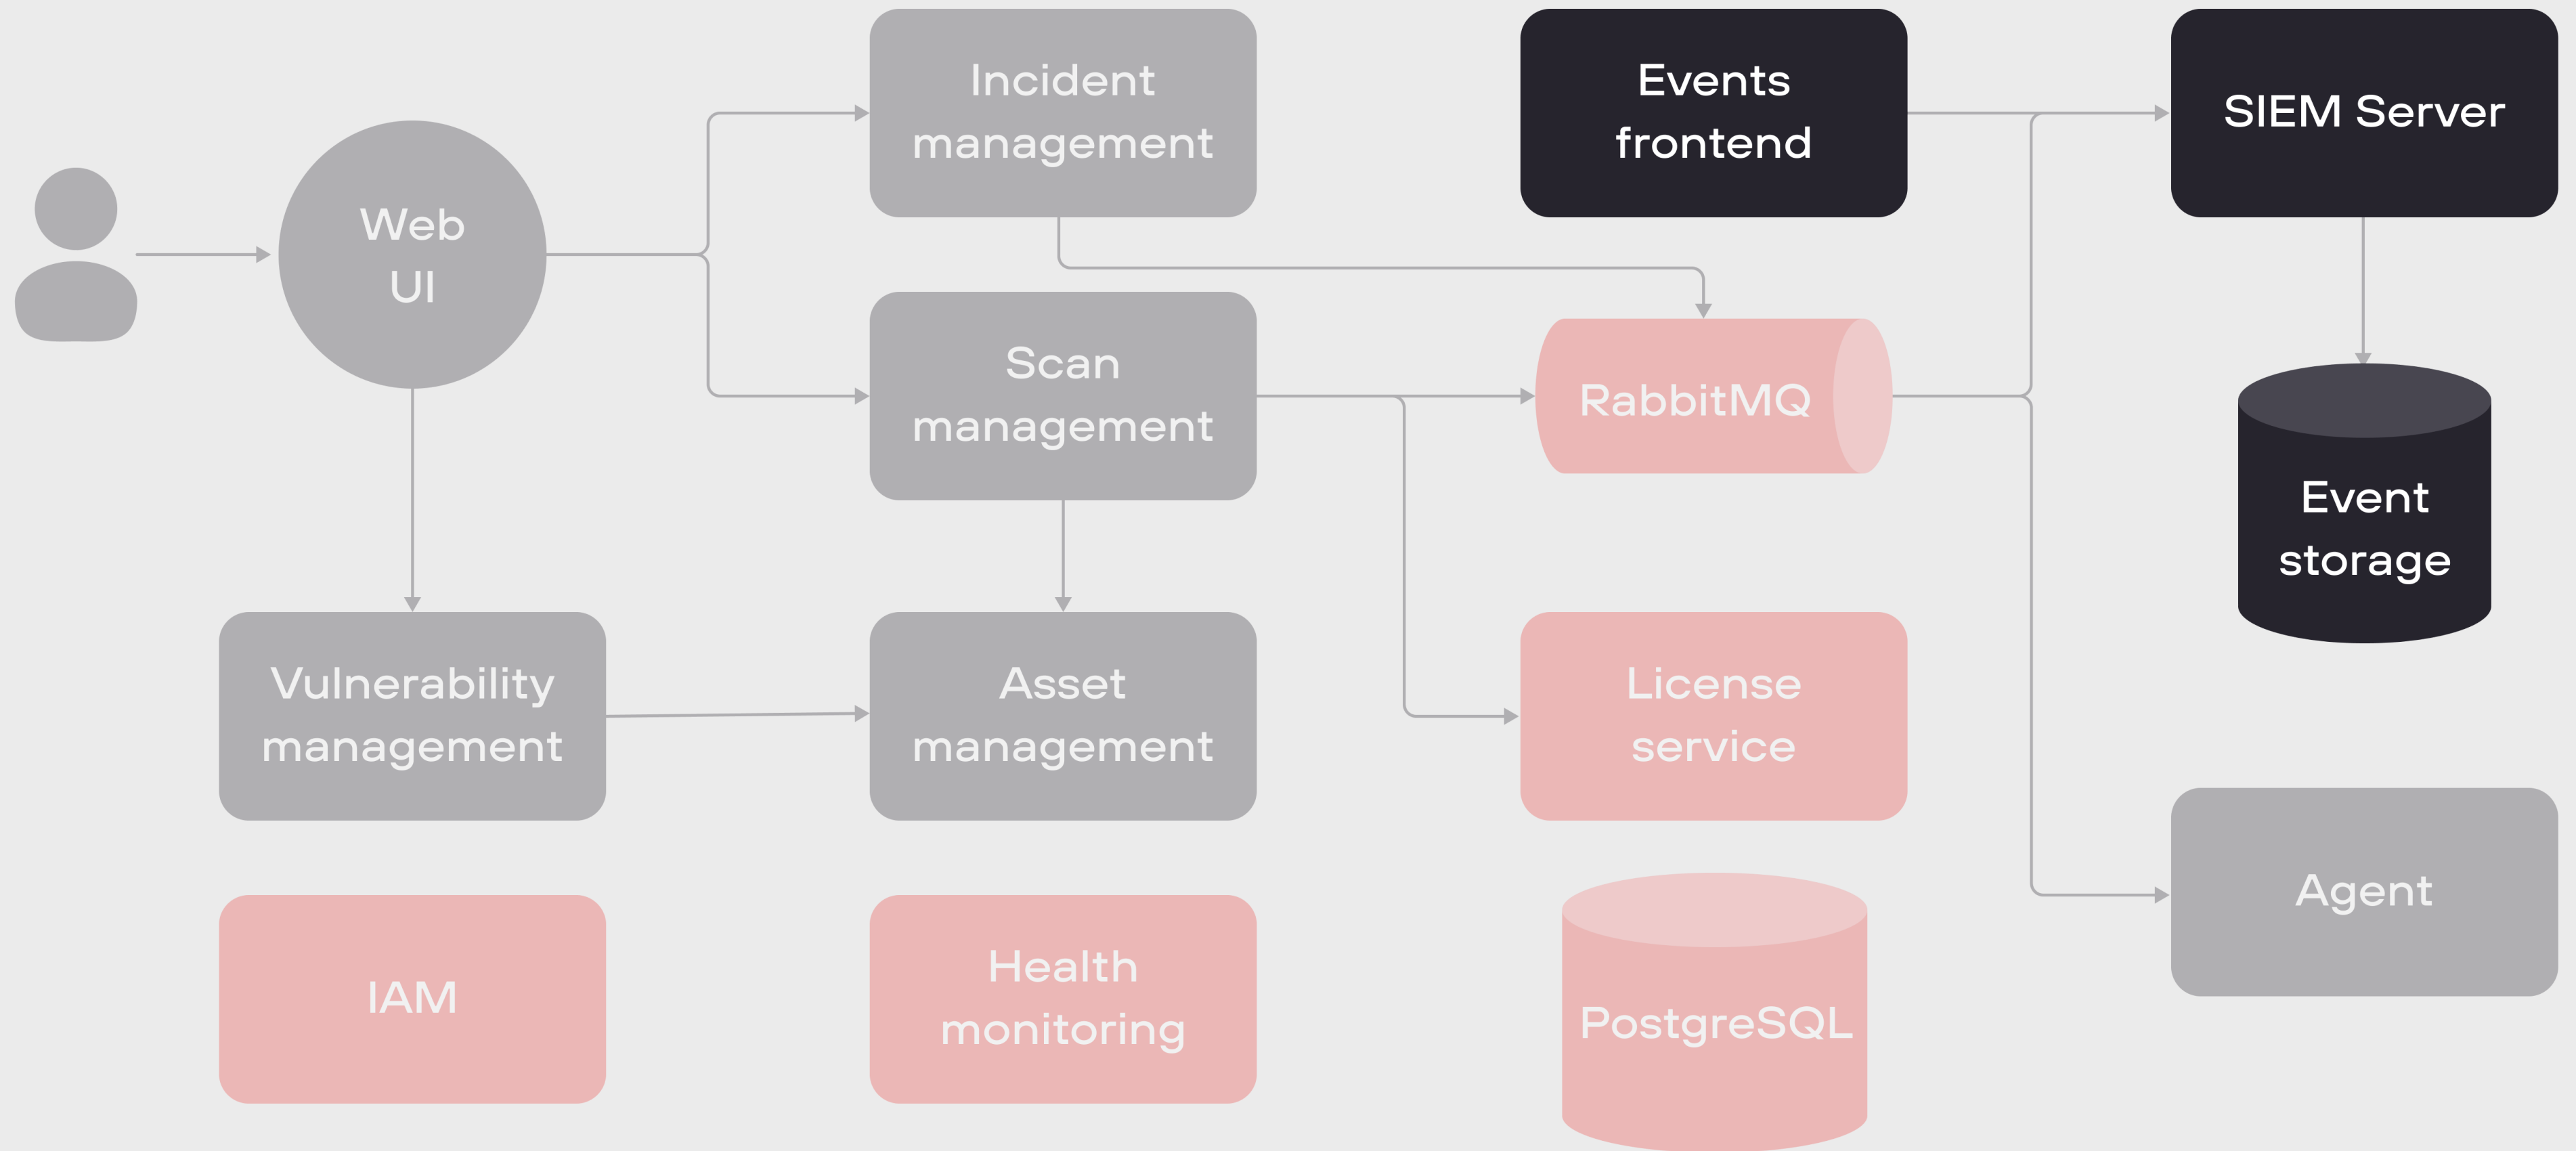 Incident
management
Events
frontend
SIEM Server
Web
UI
Scan
management
RabbitMQ
Event
storage
Vulnerability
management
Asset
management
License
service
Agent
IAM
Health
monitoring
PostgreSQL